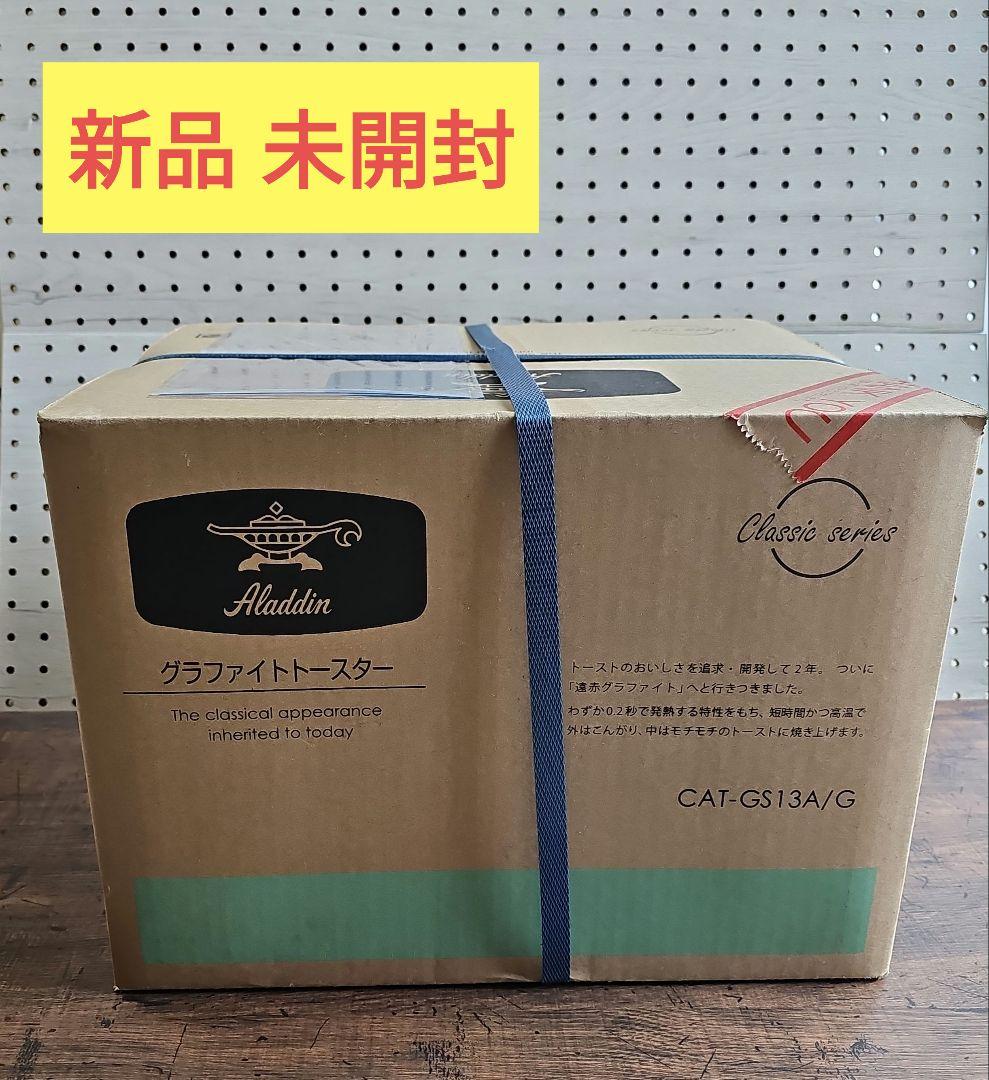 新品 未開封
Aladdin
Classic series
グラファイトトースター
The classical appearance
inherited to today
トーストのおいしさを追求・開発して2年。ついに
「遠赤グラファイト」へと行きつきました。
わずか0.2秒で発熱する特性をもち、短時間かつ高温で
外はこんがり、中はモチモチのトーストに焼き上げます。
CAT-GS13A/G